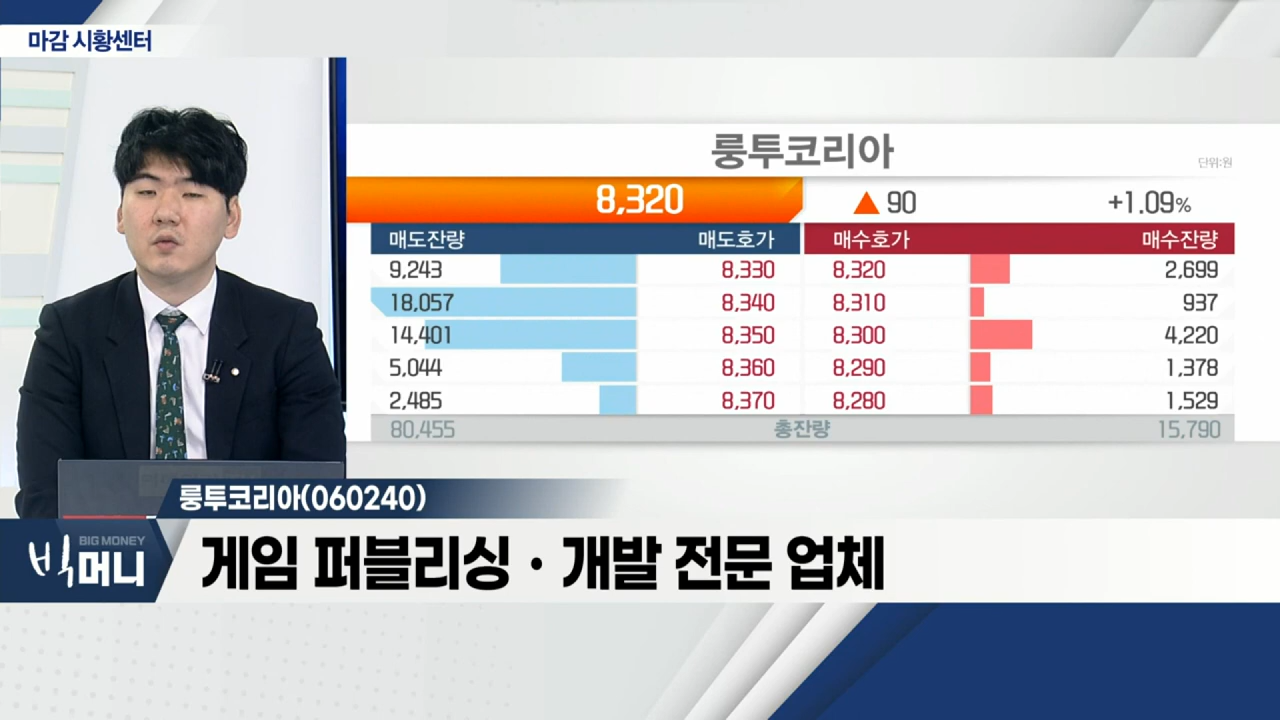 마감 시황센터
룽투코리아
단위:원
8,320 ▲ 90 +1.09%
매도잔량 매도호가 매수호가 매수잔량
9,243 8,330 8,320 2,699
18,057 8,340 8,310 937
14,401 8,350 8,300 4,220
5,044 8,360 8,290 1,378
2,485 8,370 8,280 1,529
80,455 총잔량 15,790
룽투코리아(060240)
BIG MONEY
빅머니
게임 퍼블리싱 · 개발 전문 업체